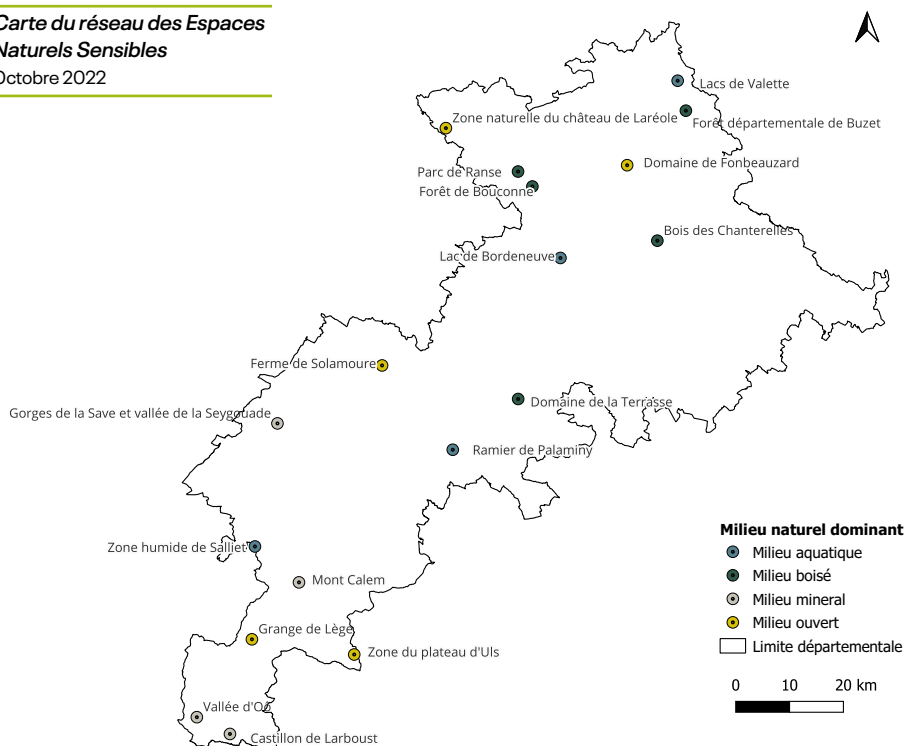 Carte du réseau des Espaces
Naturels Sensibles
Octobre 2022
Lacs de Valette
Zone naturelle du château de Laréole
Forêt départementale de Buzet
Domaine de Fonbeauzard
Parc de Ranse
Forêt de Bouconne
Bois des Chanterelles
Lac de Bordeneuve
Ferme de Solamoure
Domaine de la Terrasse
Gorges de la Save et vallée de la Seygouade
Ramier de Palaminy
Zone humide de Salliet
Mont Calem
Grange de Lège
Zone du plateau d'Uls
Vallée d'Oô
Castillon de Larboust
Milieu naturel dominant
Milieu aquatique
Milieu boisé
Milieu mineral
Milieu ouvert
Limite départementale
0 10 20 km